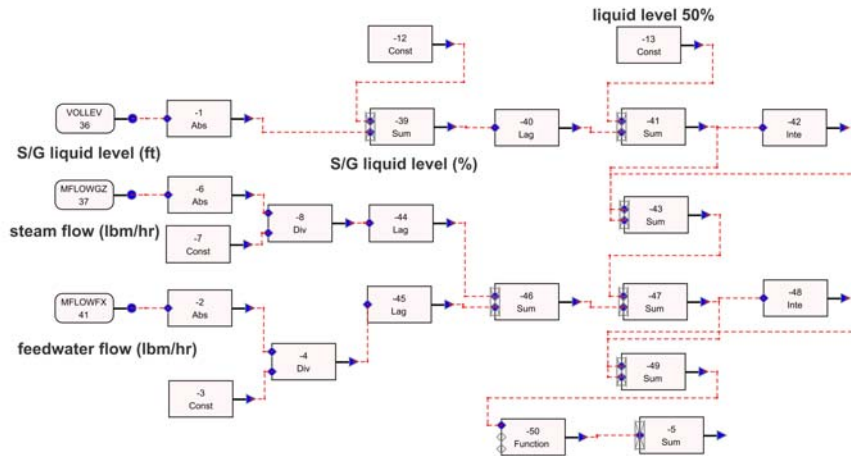 liquid level 50%
-12
Const
-13
Const
VOLLEV
36
-1
Abs
-39
Sum
-40
Lag
-41
Sum
-42
Inte
S/G liquid level (ft)
S/G liquid level (%)
MFLOWGZ
37
-6
Abs
-43
Sum
steam flow (lbm/hr)
-8
Div
-44
Lag
-7
Const
MFLOWFX
41
-2
Abs
-45
Lag
-46
Sum
-47
Sum
-48
Inte
feedwater flow (lbm/hr)
-4
Div
-49
Sum
-3
Const
-50
Function
-5
Sum